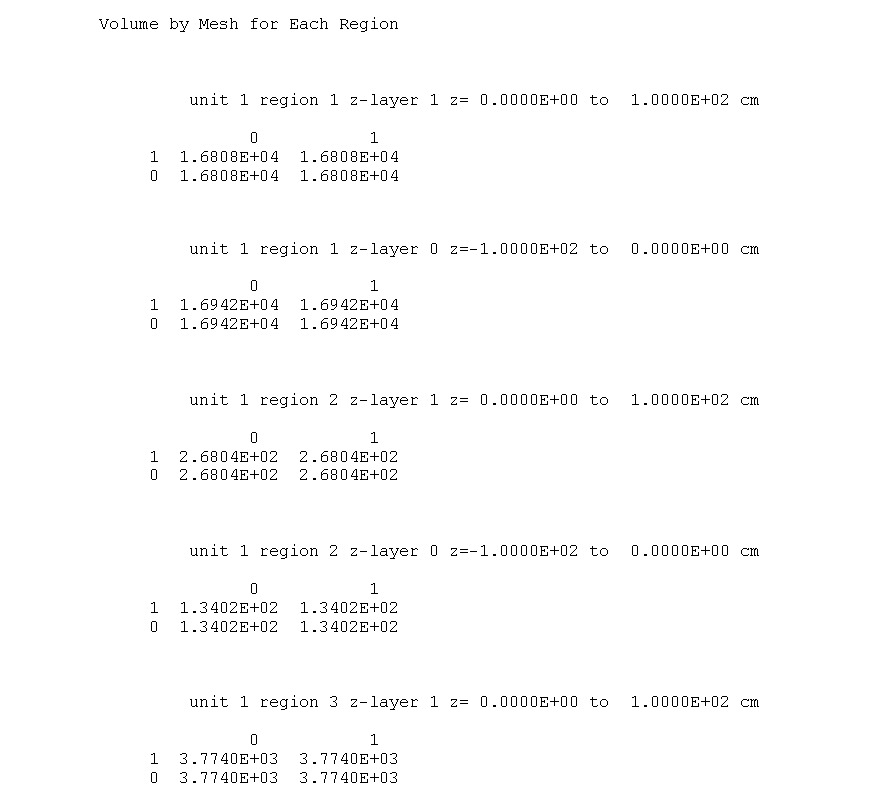 Volume by Mesh for Each Region
unit 1 region 1 z-layer 1 z= 0.0000E+00 to 1.0000E+02 cm
0 1
1 1.6808E+04 1.6808E+04
0 1.6808E+04 1.6808E+04
unit 1 region 1 z-layer 0 z=-1.0000E+02 to 0.0000E+00 cm
0 1
1 1.6942E+04 1.6942E+04
0 1.6942E+04 1.6942E+04
unit 1 region 2 z-layer 1 z= 0.0000E+00 to 1.0000E+02 cm
0 1
1 2.6804E+02 2.6804E+02
0 2.6804E+02 2.6804E+02
unit 1 region 2 z-layer 0 z=-1.0000E+02 to 0.0000E+00 cm
0 1
1 1.3402E+02 1.3402E+02
0 1.3402E+02 1.3402E+02
unit 1 region 3 z-layer 1 z= 0.0000E+00 to 1.0000E+02 cm
0 1
1 3.7740E+03 3.7740E+03
0 3.7740E+03 3.7740E+03